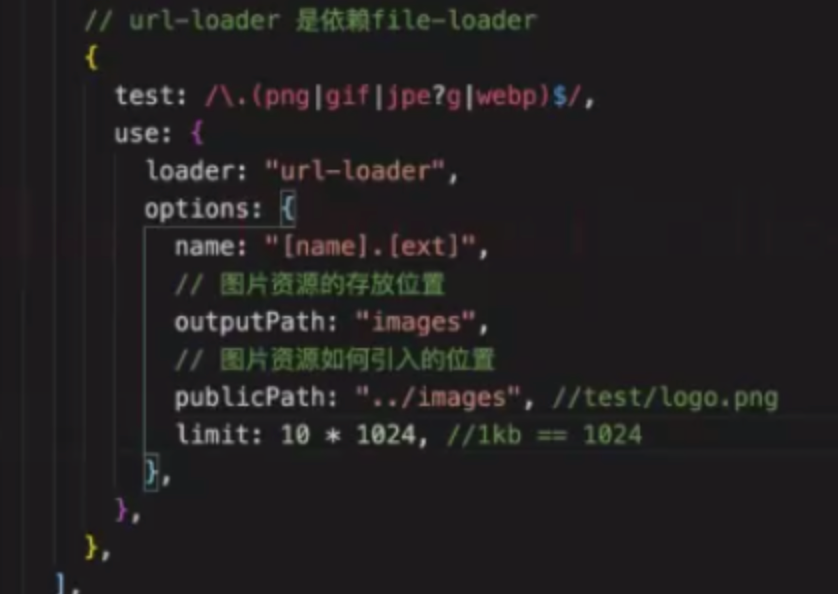 // url-loader 是依赖file-loader
{
test: /\.(png|gif|jpe?g|webp)$/,
use: {
loader: "url-loader",
options: {
name: "[name].[ext]",
// 图片资源的存放位置
outputPath: "images",
// 图片资源如何引入的位置
publicPath: "../images", //test/logo.png
limit: 10 * 1024, //1kb == 1024
},
},
},
],